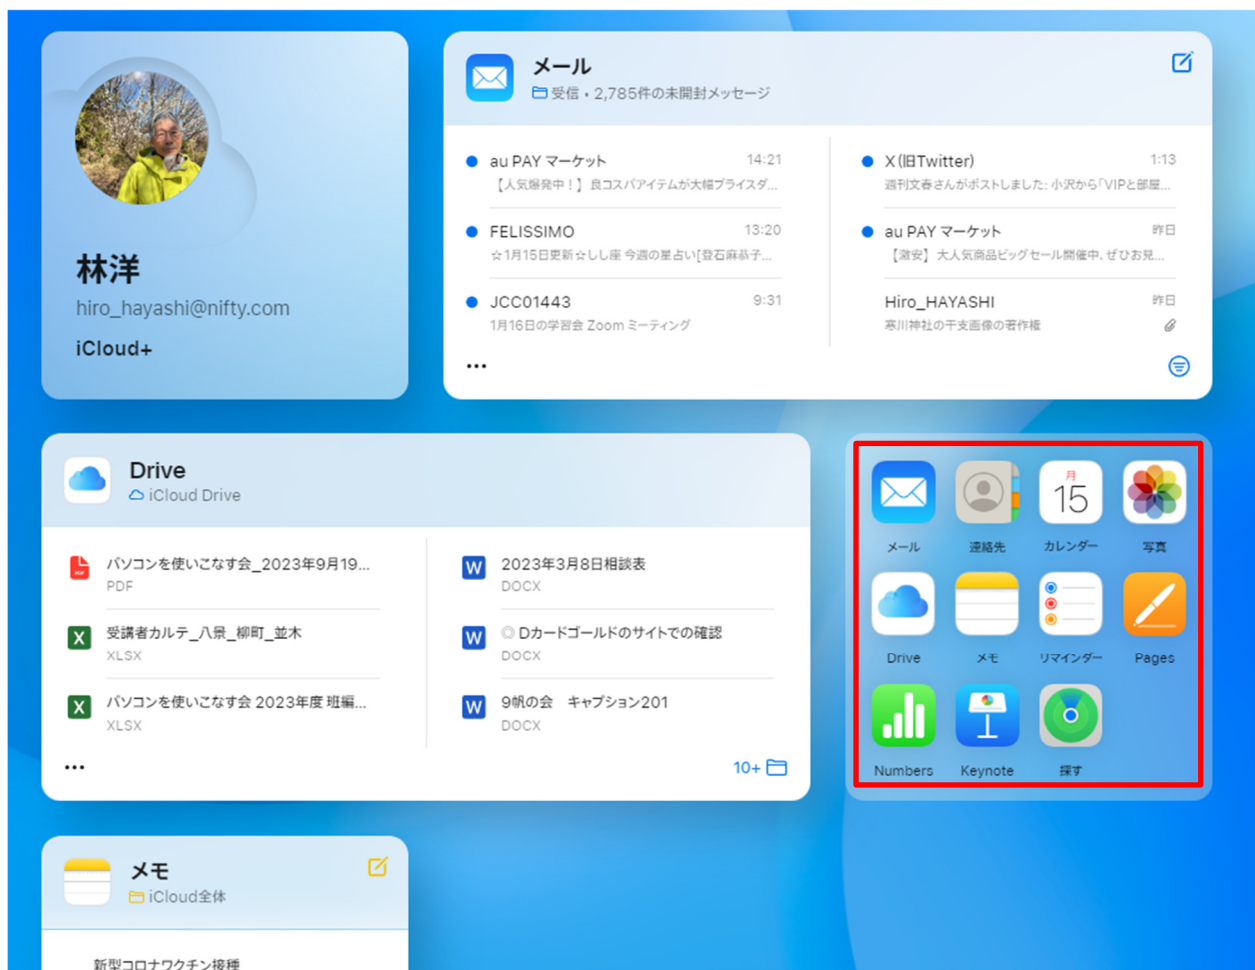 林洋
hiro_hayashi@nifty.com
iCloud+
メール
受信・2,785件の未開封メッセージ
au PAY マーケット 14:21
【人気爆発中！】良コスパアイテムが大幅プライスダ...
FELISSIMO 13:20
☆1月15日更新☆しし座 今週の星占い[登石麻恭子...
JCC01443 9:31
1月16日の学習会 Zoom ミーティング
X (旧Twitter) 1:13
週刊文春さんがポストしました: 小沢から「VIPと部屋...
au PAY マーケット 昨日
【激安】大人気商品ビッグセール開催中、ぜひお見...
Hiro_HAYASHI 昨日
寒川神社の干支画像の著作権
Drive
iCloud Drive
パソコンを使いこなす会_2023年9月19...
PDF
受講者カルテ_八景_柳町_並木
XLSX
パソコンを使いこなす会 2023年度 班編...
XLSX
2023年3月8日相談表
DOCX
◎Dカードゴールドのサイトでの確認
DOCX
9帆の会　キャプション201
DOCX
10+
月
15
メール 連絡先 カレンダー 写真
Drive メモ リマインダー Pages
Numbers Keynote 探す
メモ
iCloud全体
新型コロナワクチン接種